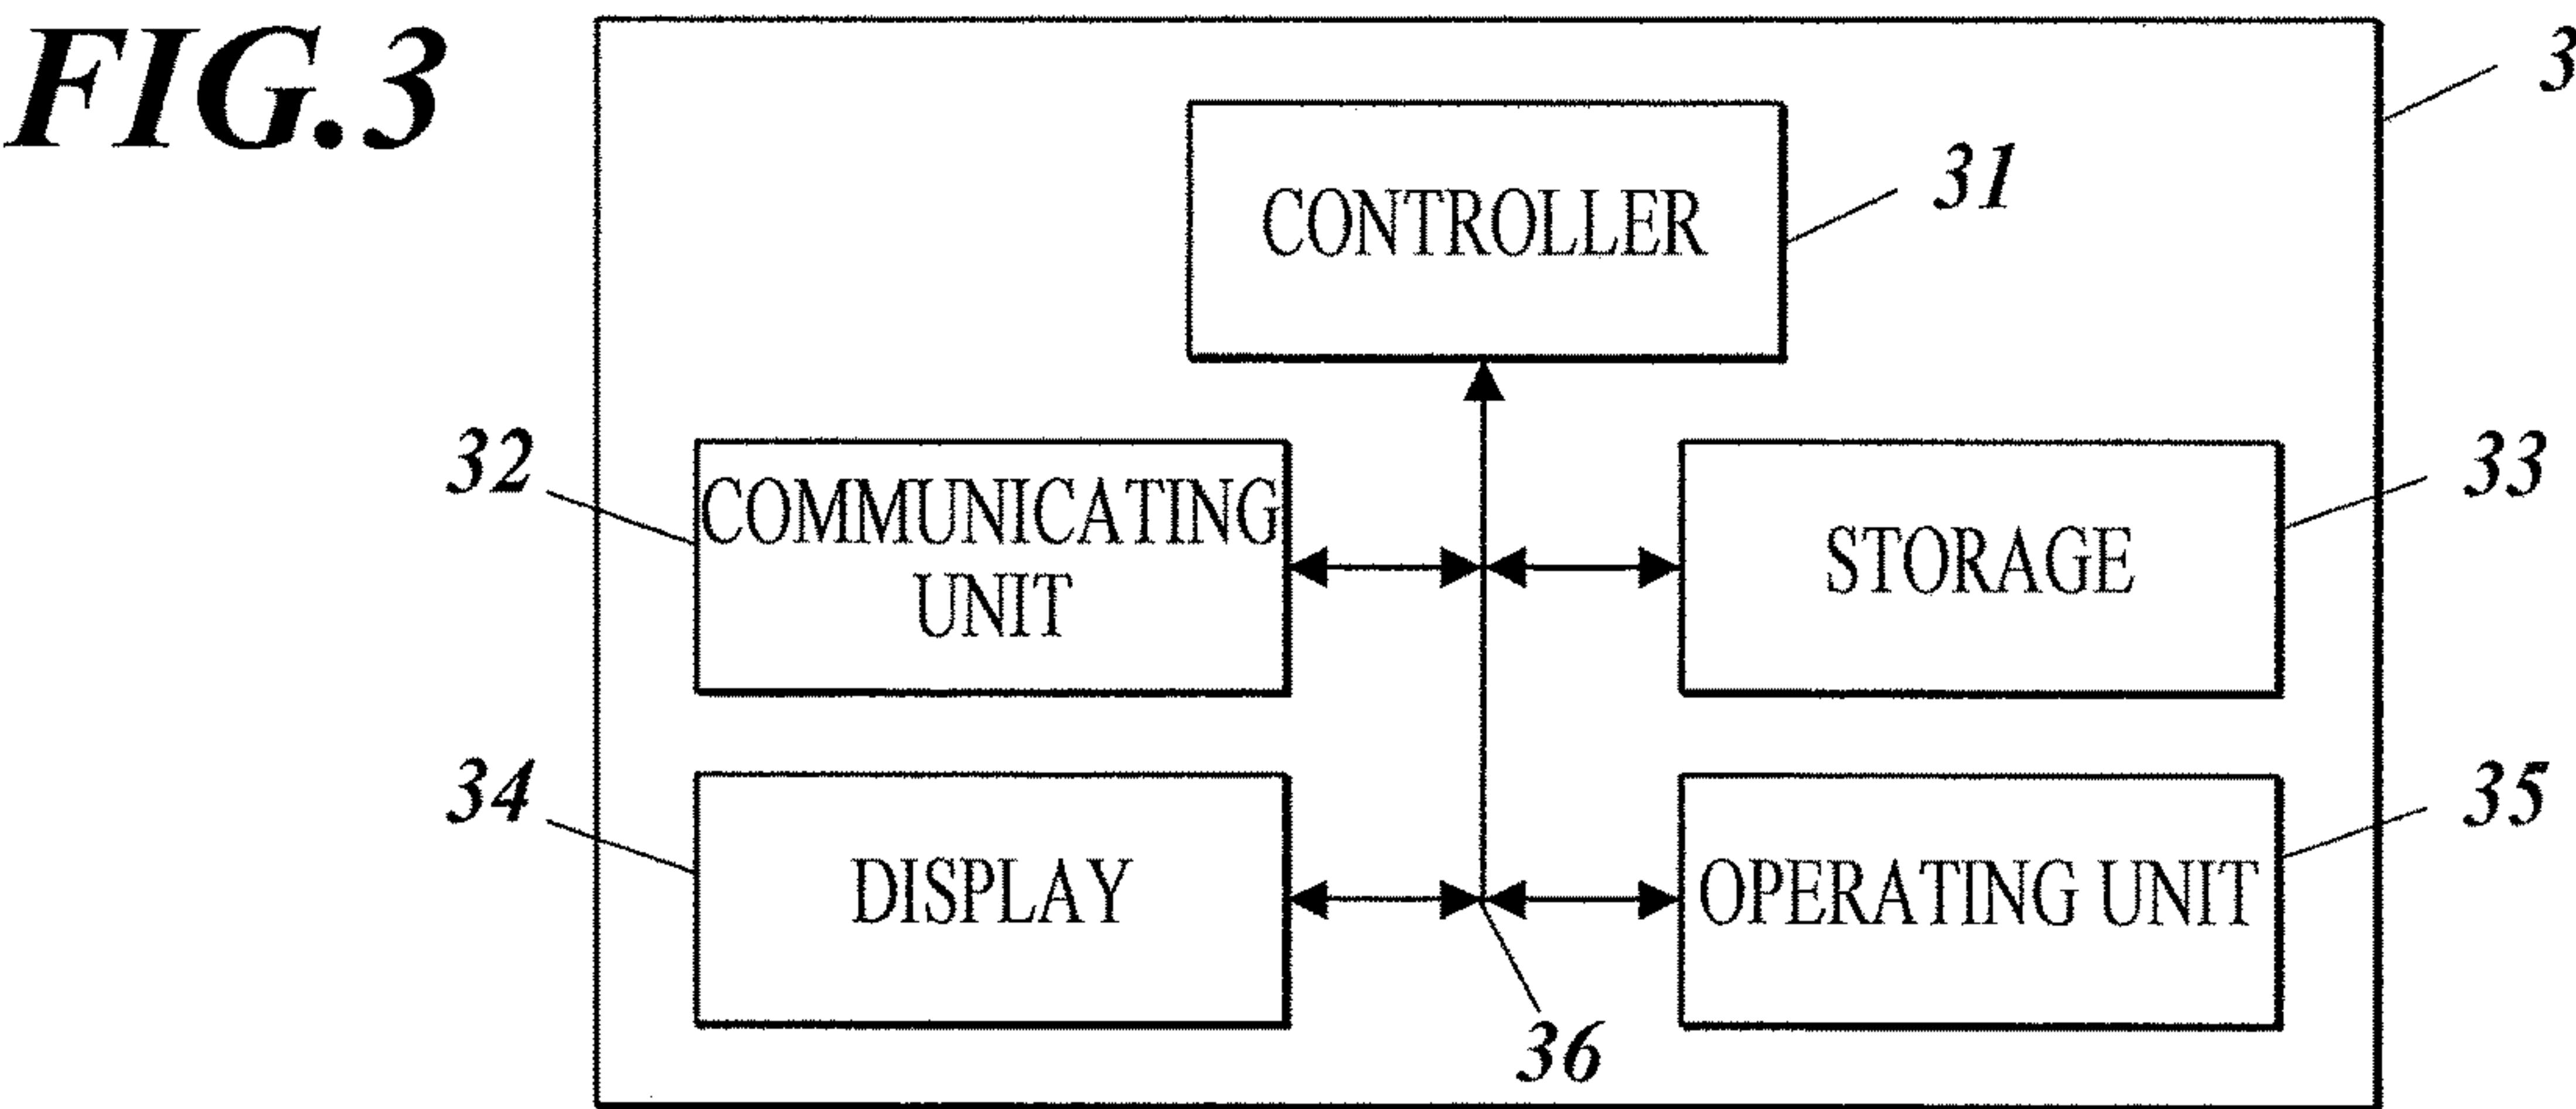 FIG.3
3
CONTROLLER
31
32
COMMUNICATING
UNIT
STORAGE
33
34
DISPLAY
OPERATING UNIT
35
36